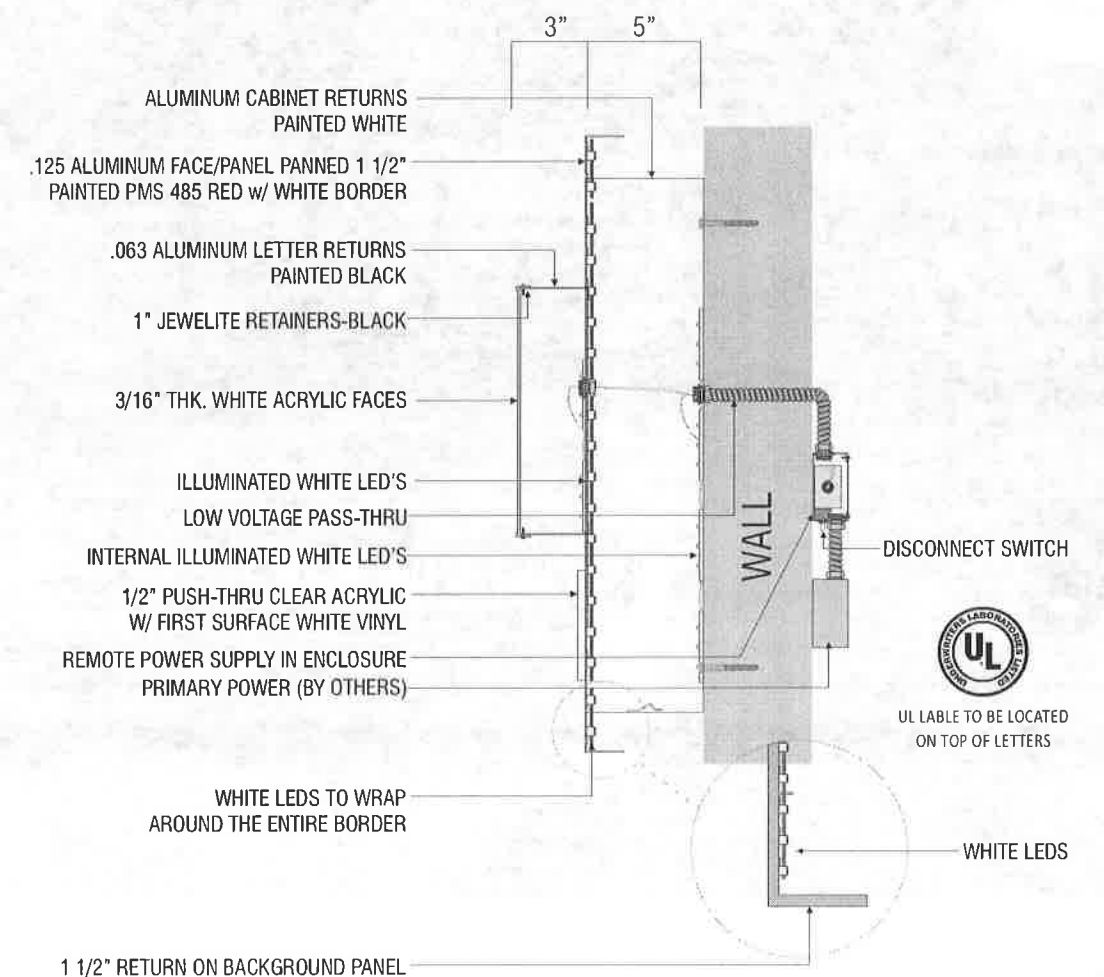 3” 5”
ALUMINUM CABINET RETURNS
PAINTED WHITE
.125 ALUMINUM FACE/PANEL PANNED 1 1/2”
PAINTED PMS 485 RED w/ WHITE BORDER
.063 ALUMINUM LETTER RETURNS
PAINTED BLACK
1" JEWELITE RETAINERS-BLACK
3/16" THK. WHITE ACRYLIC FACES
ILLUMINATED WHITE LED'S
LOW VOLTAGE PASS-THRU
INTERNAL ILLUMINATED WHITE LED'S
1/2” PUSH-THRU CLEAR ACRYLIC
W/ FIRST SURFACE WHITE VINYL
REMOTE POWER SUPPLY IN ENCLOSURE
PRIMARY POWER (BY OTHERS)
WHITE LEDS TO WRAP
AROUND THE ENTIRE BORDER
1 1/2” RETURN ON BACKGROUND PANEL
WALL
DISCONNECT SWITCH
UNDERWRITERS LABORATORIES LISTED
UL
UL LABLE TO BE LOCATED
ON TOP OF LETTERS
WHITE LEDS